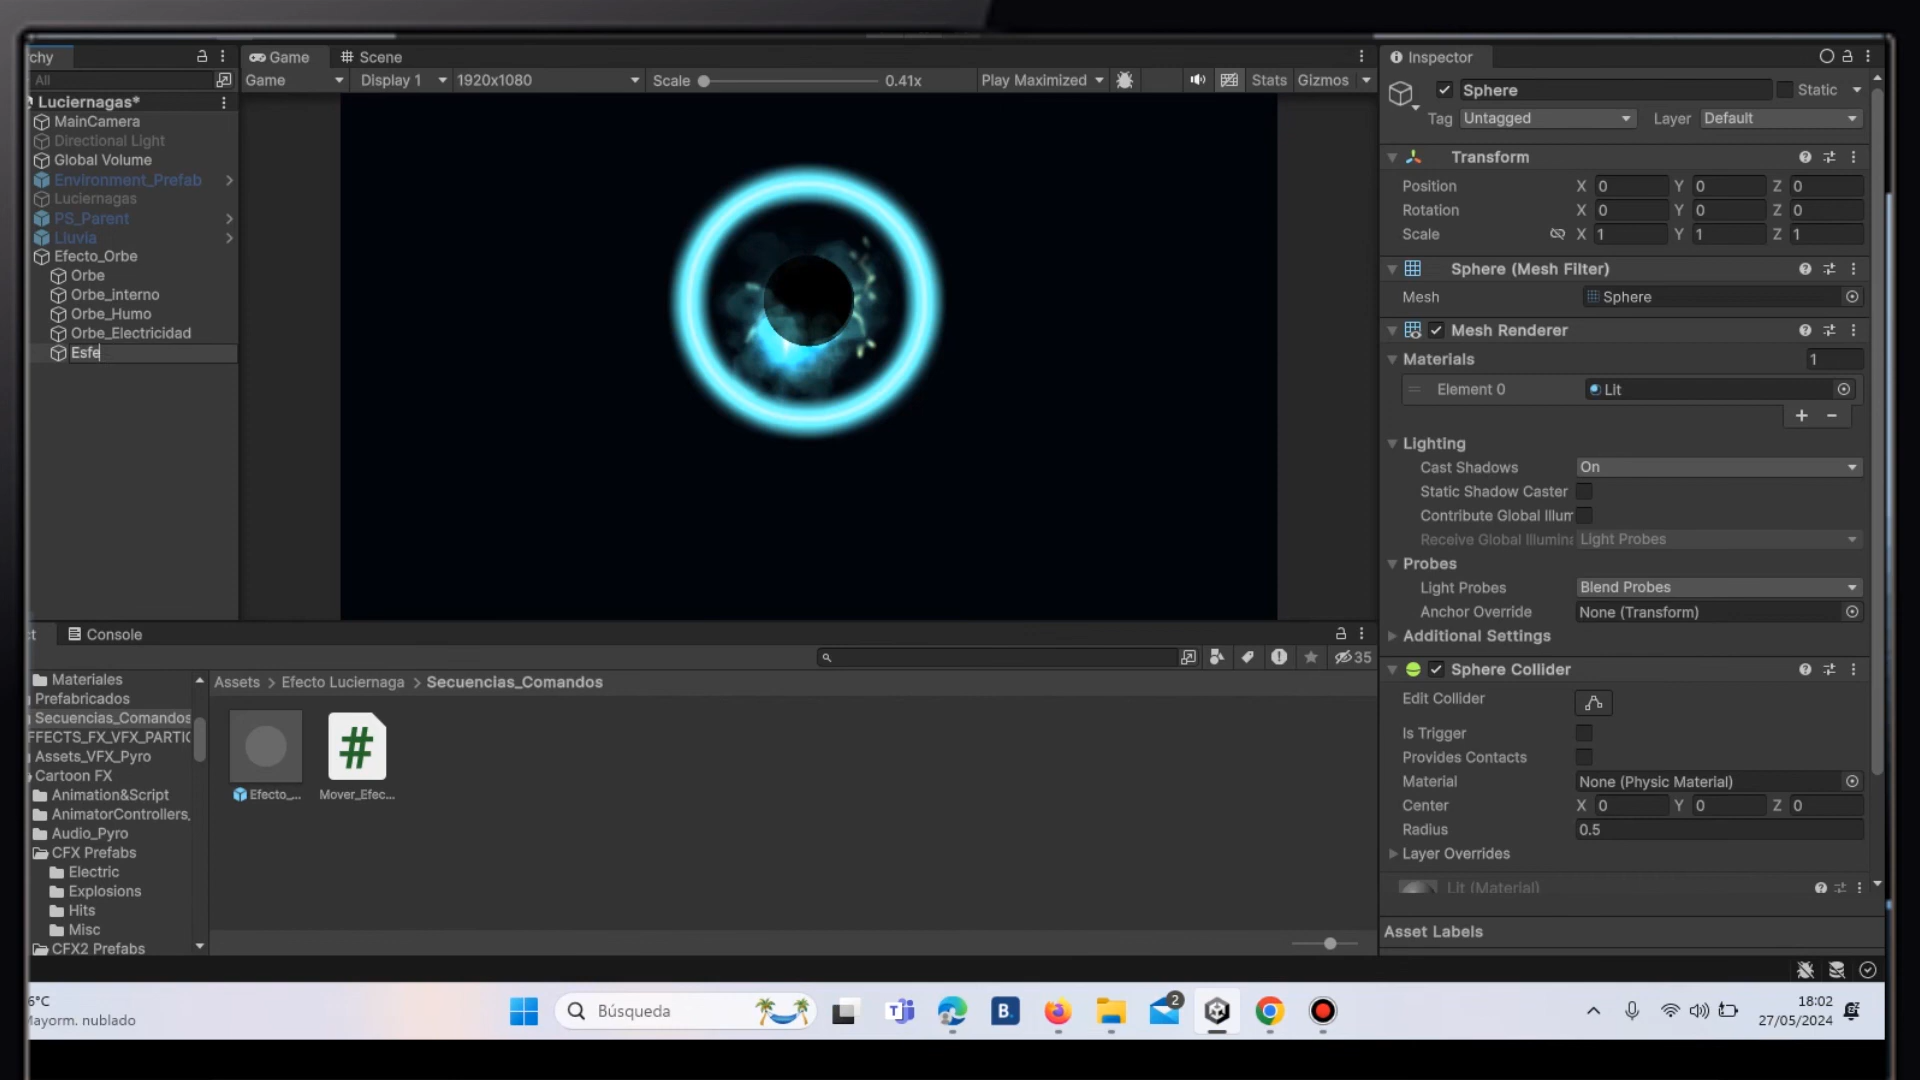 rchy
All
Luciernagas*
MainCamera
Directional Light
Global Volume
Environment_Prefab
Luciernagas
PS_Parent
Lluvia
Efecto_Orbe
Orbe
Orbe_interno
Orbe_Humo
Orbe_Electricidad
Esfe
Game
Scene
Game
Display 1
1920x1080
Scale
0.41x
Play Maximized
Stats
Gizmos
Inspector
Sphere
Static
Tag
Untagged
Layer
Default
Transform
Position X 0 Y 0 Z 0
Rotation X 0 Y 0 Z 0
Scale X 1 Y 1 Z 1
Sphere (Mesh Filter)
Mesh
Sphere
Mesh Renderer
Materials
1
Element 0
Lit
Lighting
Cast Shadows
On
Static Shadow Caster
Contribute Global Illum
Receive Global Illumina
Light Probes
Probes
Light Probes
Blend Probes
Anchor Override
None (Transform)
Additional Settings
Sphere Collider
Edit Collider
Is Trigger
Provides Contacts
Material
None (Physic Material)
Center X 0 Y 0 Z 0
Radius
0.5
Layer Overrides
Lit (Material)
Asset Labels
ct
Console
35
Materiales
Prefabricados
Secuencias_Comandos
FFECTS_FX_VFX_PARTIC
Assets_VFX_Pyro
Cartoon FX
Animation&Script
AnimatorControllers_
Audio_Pyro
CFX Prefabs
Electric
Explosions
Hits
Misc
CFX2 Prefabs
Assets > Efecto Luciernaga > Secuencias_Comandos
Efecto_...
#
Mover_Efec...
6°C
Mayorm. nublado
Búsqueda
B.
2
18:02
27/05/2024